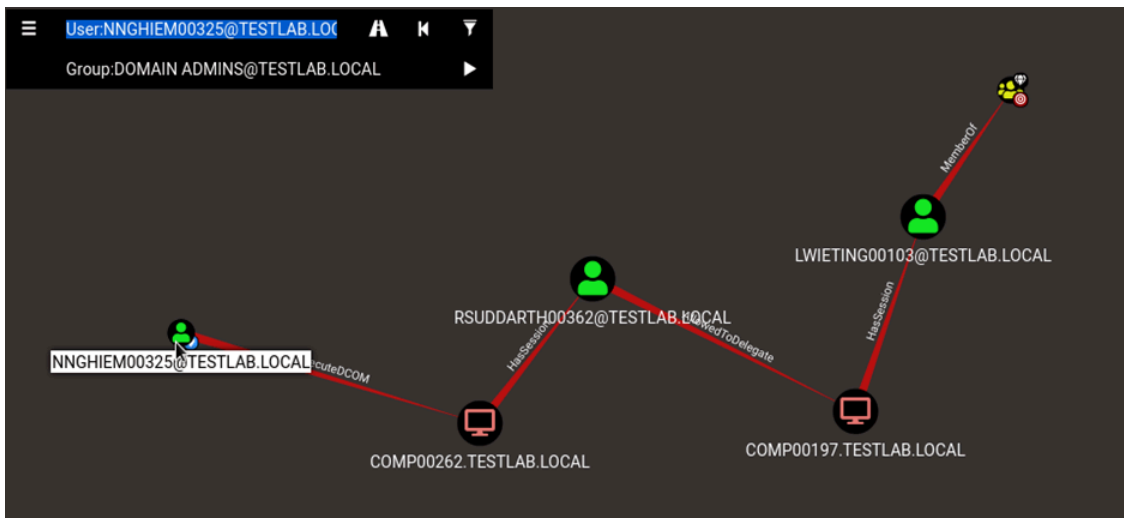 User:NNGHIEM00325@TESTLAB.LOC
Group:DOMAIN ADMINS@TESTLAB.LOCAL
MemberOf
LWIETING00103@TESTLAB.LOCAL
RSUDDARTH00362@TESTLAB.LOCAL
HasSession
HasSession
NNGHIEM00325@TESTLAB.LOCAL
COMP00262.TESTLAB.LOCAL
COMP00197.TESTLAB.LOCAL